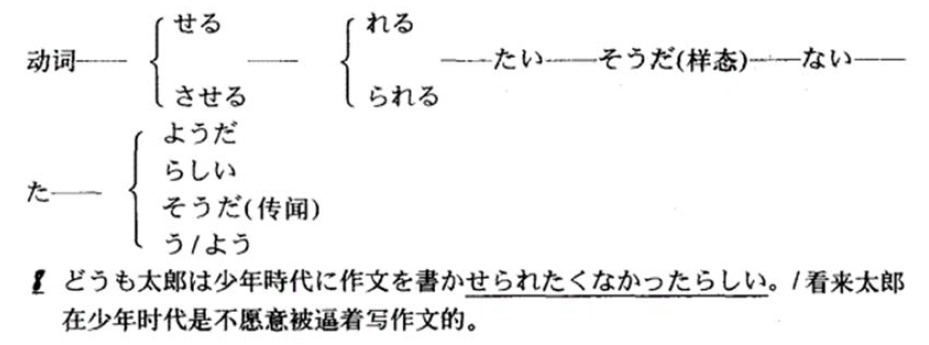 せる れる
动词—— —— ——たい——そうだ(样态)——ない——
させる られる
ようだ
らしい
た——
そうだ(传闻)
う/よう
どうも太郎は少年時代に作文を書かせられたくなかったらしい。/看来太郎
在少年时代是不愿意被逼着写作文的。